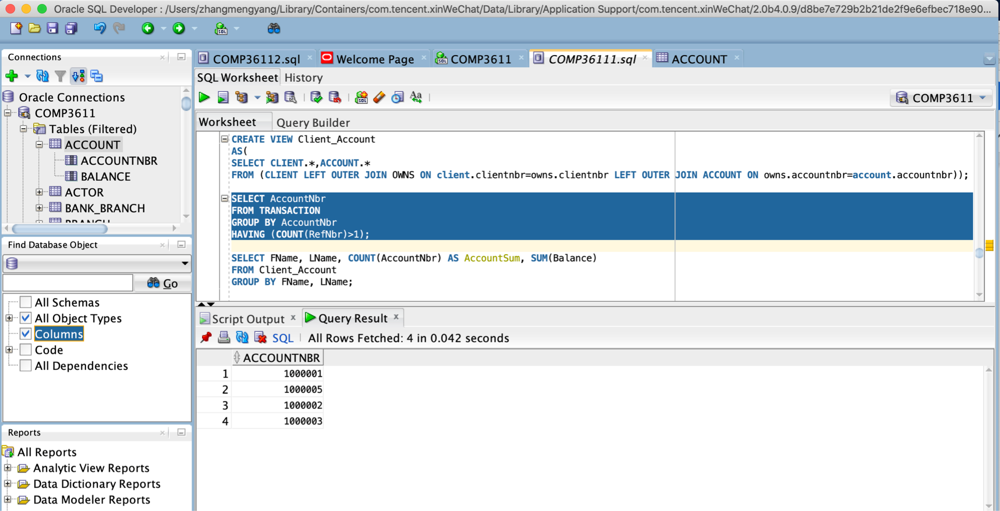 Oracle SQL Developer : /Users/zhangmengyang/Library/Containers/com.tencent.xinWeChat/Data/Library/Application Support/com.tencent.xinWeChat/2.0b4.0.9/d8be7e729b2b21de2f9e6efbec718e90...
Connections
Oracle Connections
COMP3611
Tables (Filtered)
ACCOUNT
ACCOUNTNBR
BALANCE
ACTOR
BANK_BRANCH
BRANCH
Find Database Object
Go
All Schemas
All Object Types
Columns
Code
All Dependencies
Reports
All Reports
Analytic View Reports
Data Dictionary Reports
Data Modeler Reports
COMP36112.sql
Welcome Page
COMP3611
COMP36111.sql
ACCOUNT
SQL Worksheet History
COMP3611
Worksheet Query Builder
CREATE VIEW Client_Account
AS(
SELECT CLIENT.*,ACCOUNT.*
FROM (CLIENT LEFT OUTER JOIN OWNS ON client.clientnbr=owns.clientnbr LEFT OUTER JOIN ACCOUNT ON owns.accountnbr=account.accountnbr));
SELECT AccountNbr
FROM TRANSACTION
GROUP BY AccountNbr
HAVING (COUNT(RefNbr)>1);
SELECT FName, LName, COUNT(AccountNbr) AS AccountSum, SUM(Balance)
FROM Client_Account
GROUP BY FName, LName;
Script Output
Query Result
SQL All Rows Fetched: 4 in 0.042 seconds
ACCOUNTNBR
1 1000001
2 1000005
3 1000002
4 1000003